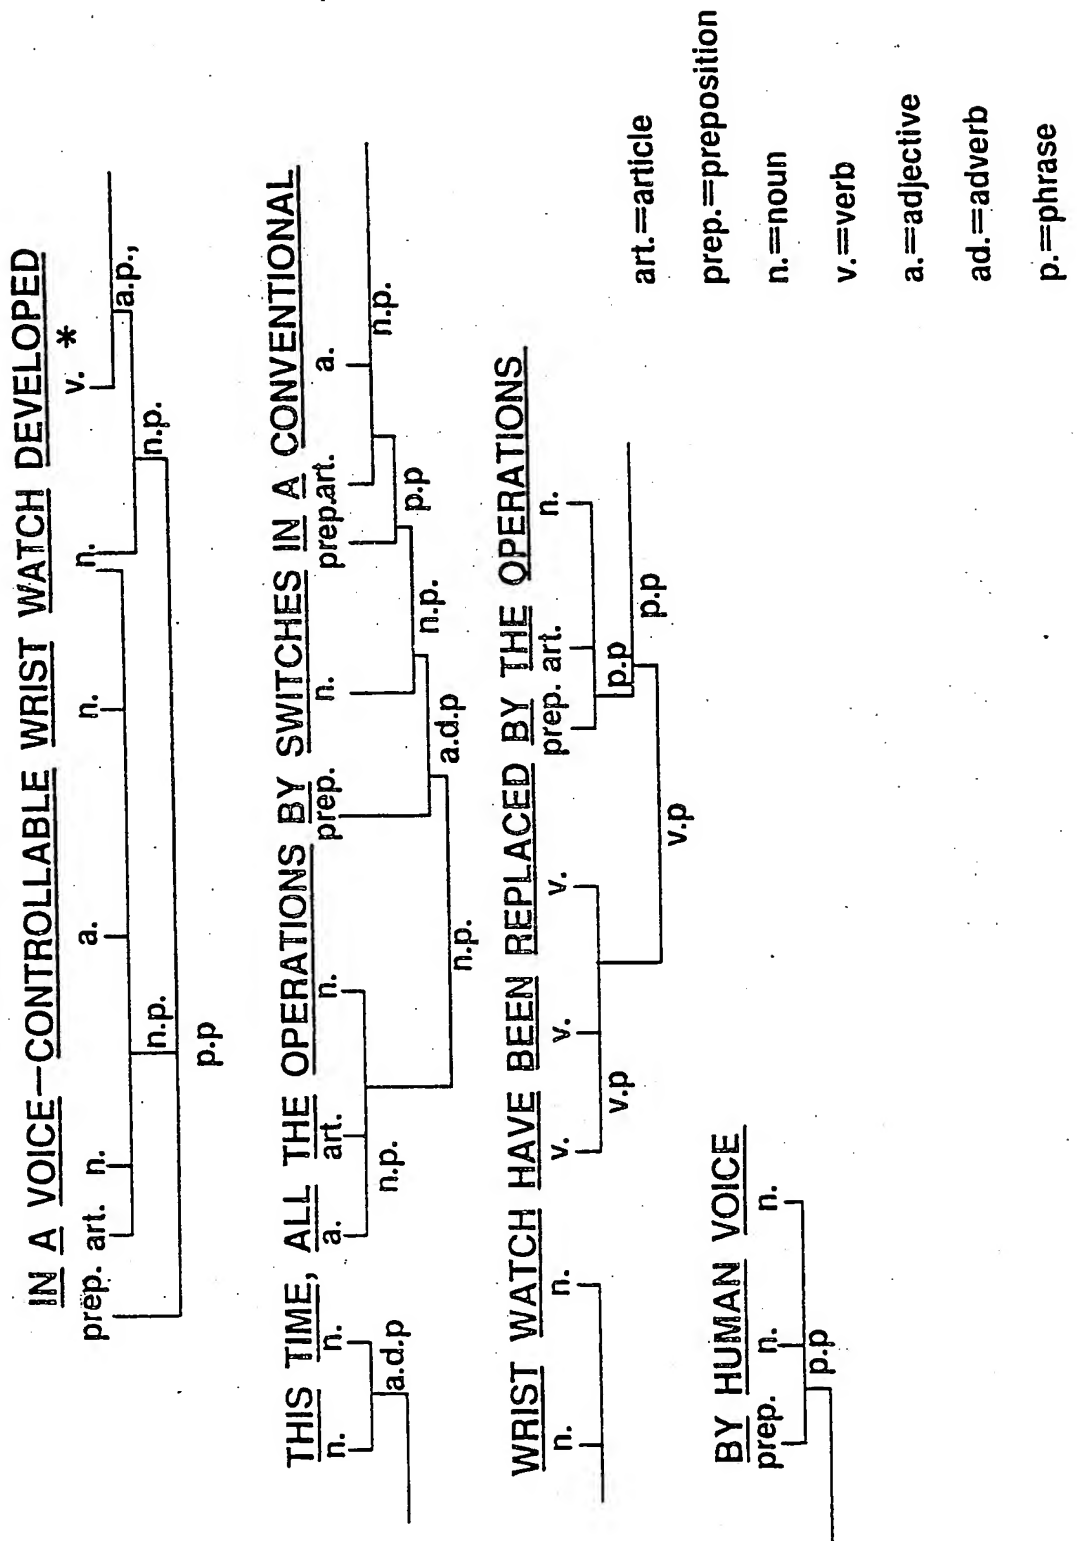 IN A VOICE–CONTROLLABLE WRIST WATCH DEVELOPED
prep. art. n. a. n. n. v. *
a.p.,
n.p. n.p.
p.p
THIS TIME, ALL THE OPERATIONS BY SWITCHES IN A CONVENTIONAL
n. n. a. art. n. prep. n. prep. art. a.
n.p.
p.p
n.p.
a.d.p n.p. a.d.p
n.p.
WRIST WATCH HAVE BEEN REPLACED BY THE OPERATIONS
n. n. v. v. v. prep. art. n.
v.p p.p p.p
v.p
BY HUMAN VOICE
prep. n. n.
p.p
art.=article
prep.=preposition
n.=noun
v.=verb
a.=adjective
ad.=adverb
p.=phrase